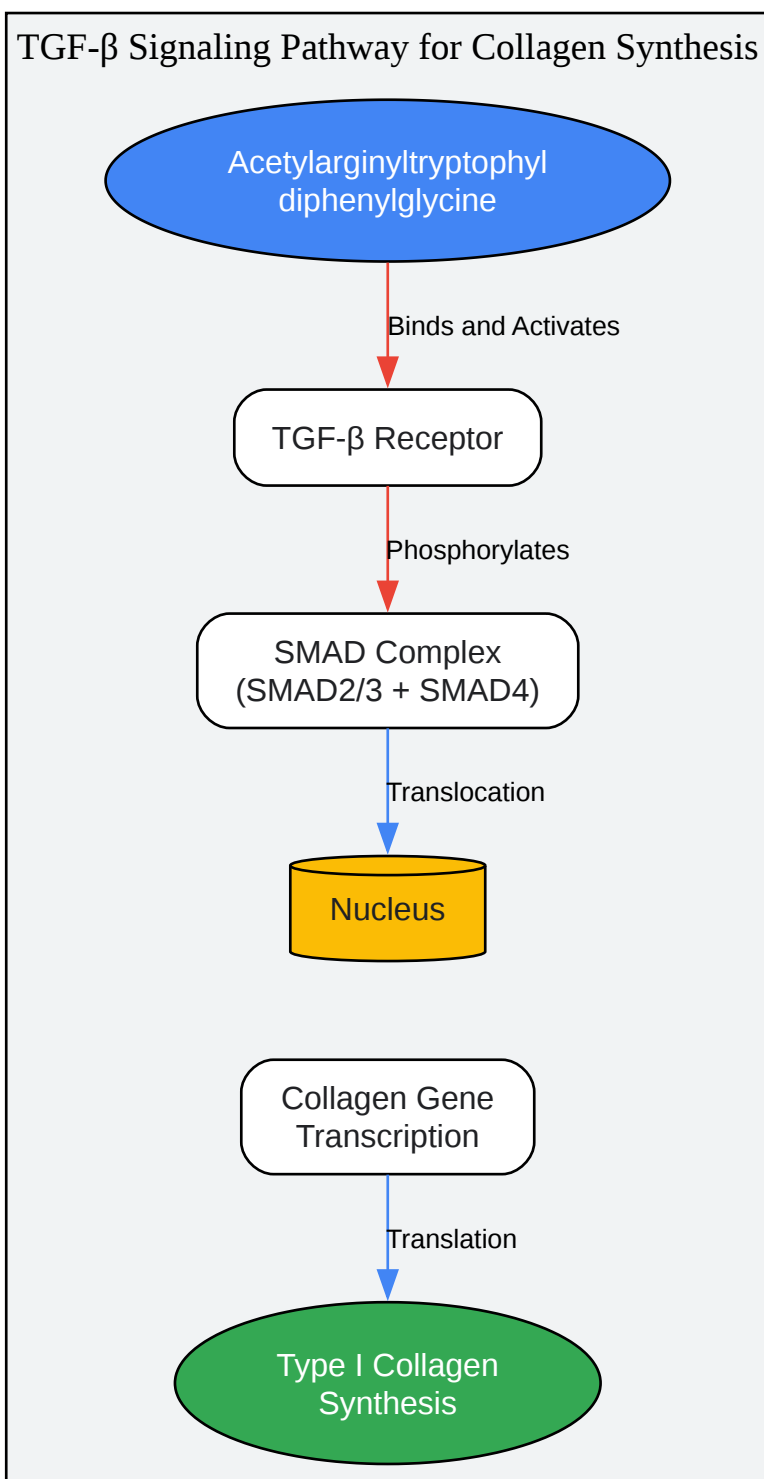 TGF-β Signaling Pathway for Collagen Synthesis
Acetylarginyltryptophyl
diphenylglycine
Binds and Activates
TGF-β Receptor
Phosphorylates
SMAD Complex
(SMAD2/3 + SMAD4)
Translocation
Nucleus
Collagen Gene
Transcription
Translation
Type I Collagen
Synthesis